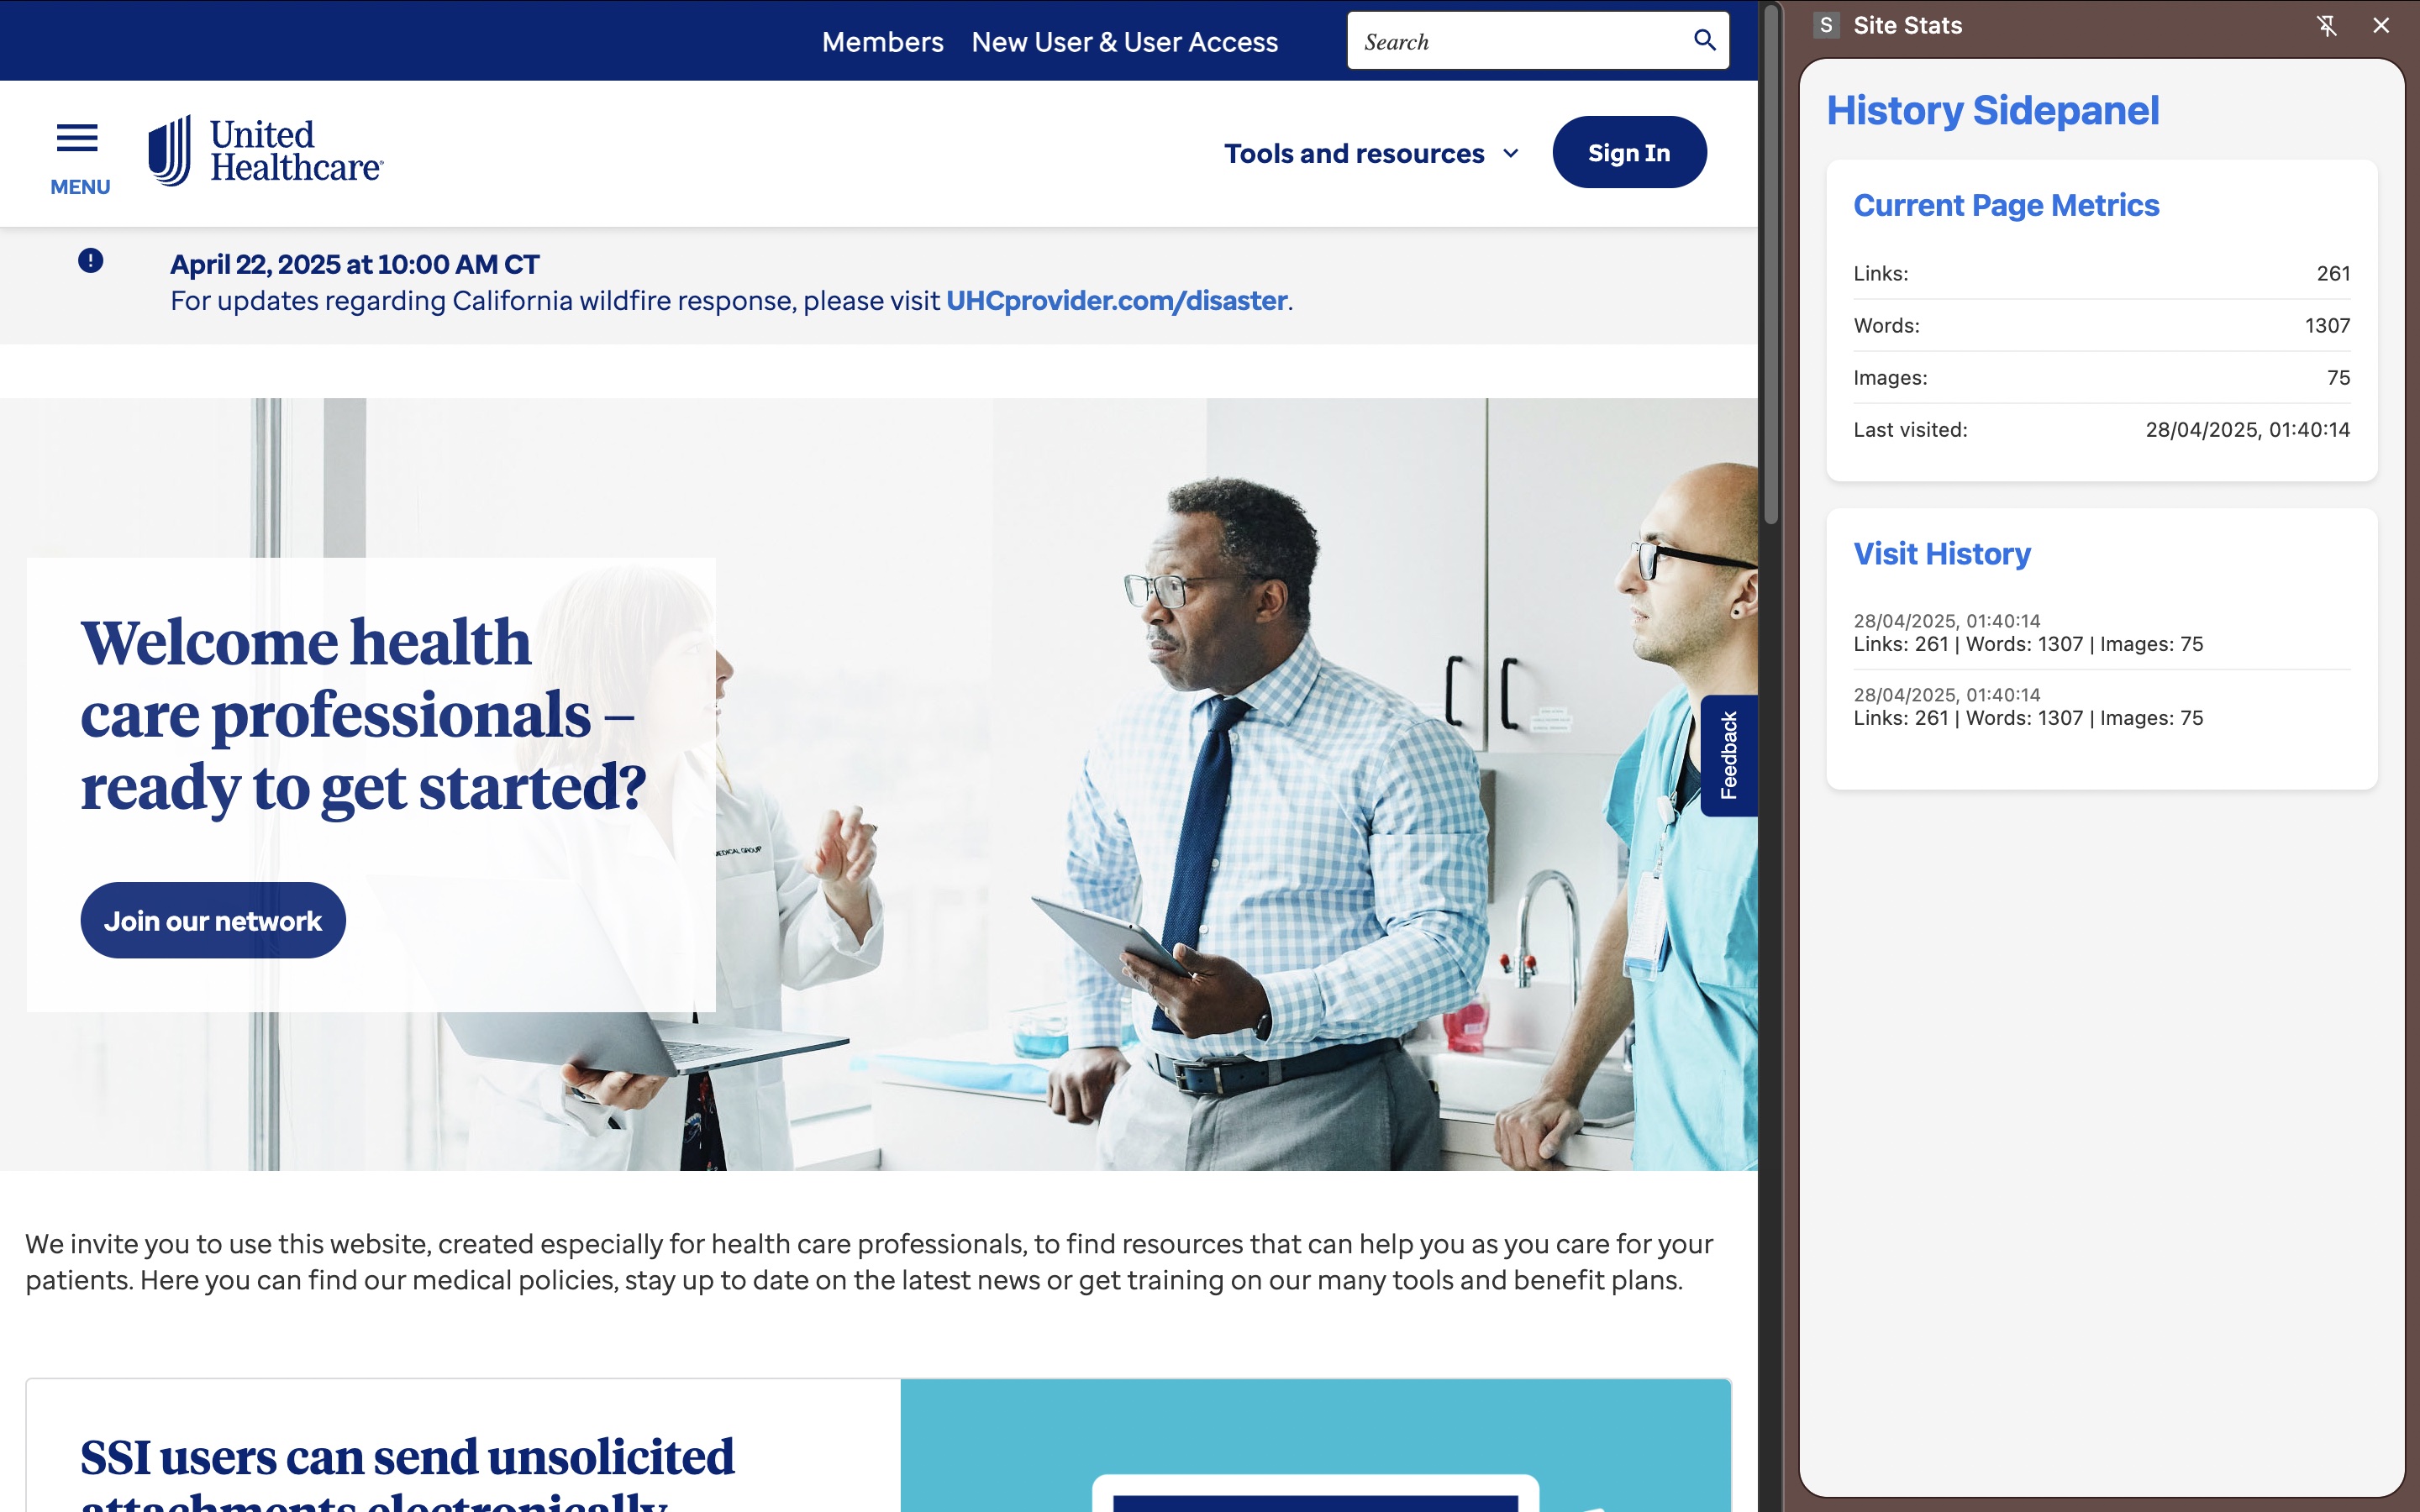 Members
New User & User Access
Search
MENU
United
Healthcare®
Tools and resources
Sign In
April 22, 2025 at 10:00 AM CT
For updates regarding California wildfire response, please visit UHCprovider.com/disaster.
Welcome health
care professionals –
ready to get started?
Join our network
MEDICAL GROUP
Feedback
We invite you to use this website, created especially for health care professionals, to find resources that can help you as you care for your
patients. Here you can find our medical policies, stay up to date on the latest news or get training on our many tools and benefit plans.
SSI users can send unsolicited
attachments electronically
S Site Stats
History Sidepanel
Current Page Metrics
Links: 261
Words: 1307
Images: 75
Last visited: 28/04/2025, 01:40:14
Visit History
28/04/2025, 01:40:14
Links: 261 | Words: 1307 | Images: 75
28/04/2025, 01:40:14
Links: 261 | Words: 1307 | Images: 75